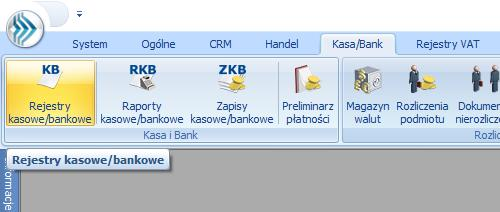 System Ogólne CRM Handel Kasa/Bank Rejestry VAT
KB RKB ZKB
Rejestry kasowe/bankowe
Raporty kasowe/bankowe
Zapisy kasowe/bankowe
Preliminarz płatności
Magazyn walut
Rozliczenia podmiotu
Dokumen
nierozlicz
Kasa i Bank
Rozlic
Rejestry kasowe/bankowe
formacje